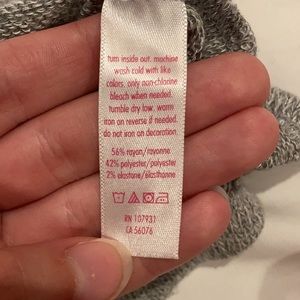 turn inside out. machine
wash cold with like
colors. only non-chlorine
bleach when needed.
tumble dry low. warm
iron on reverse if needed.
do not iron on decoration.
56% rayon/rayonne
42% polyester/polyester
2% elastane/élasthanne
RN 107931
CA 56076